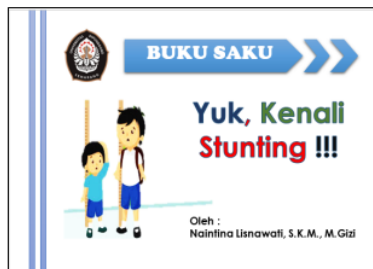 BUKU SAKU
Yuk, Kenali
Stunting !!!
Oleh :
Naintina Lisnawati, S.K.M., M.Gizi